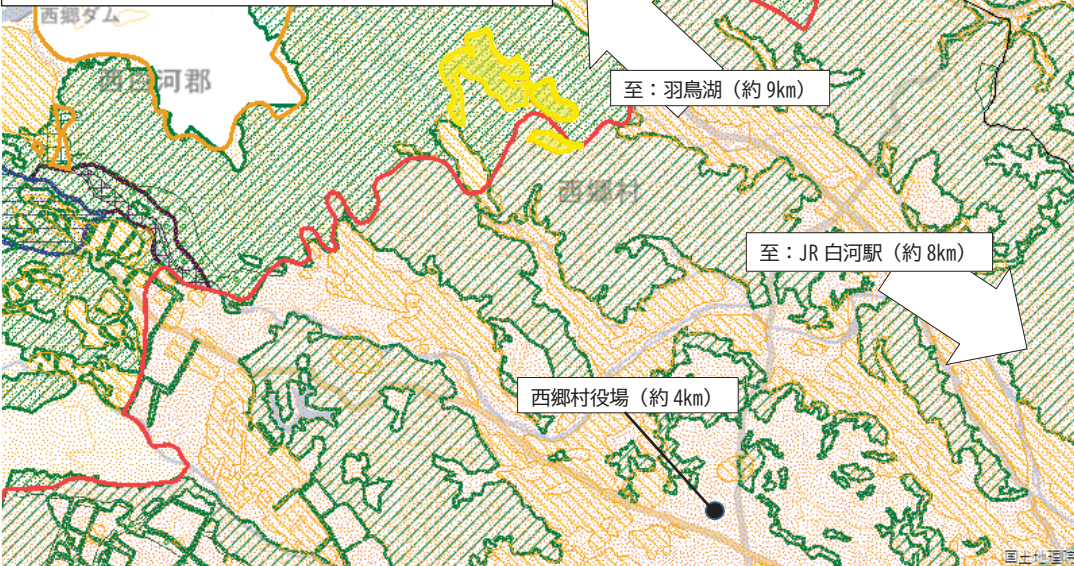 西郷ダム
西白河郡
至：羽鳥湖（約 9km）
西郷村
至：JR 白河駅（約 8km）
西郷村役場（約 4km）
国土地理院